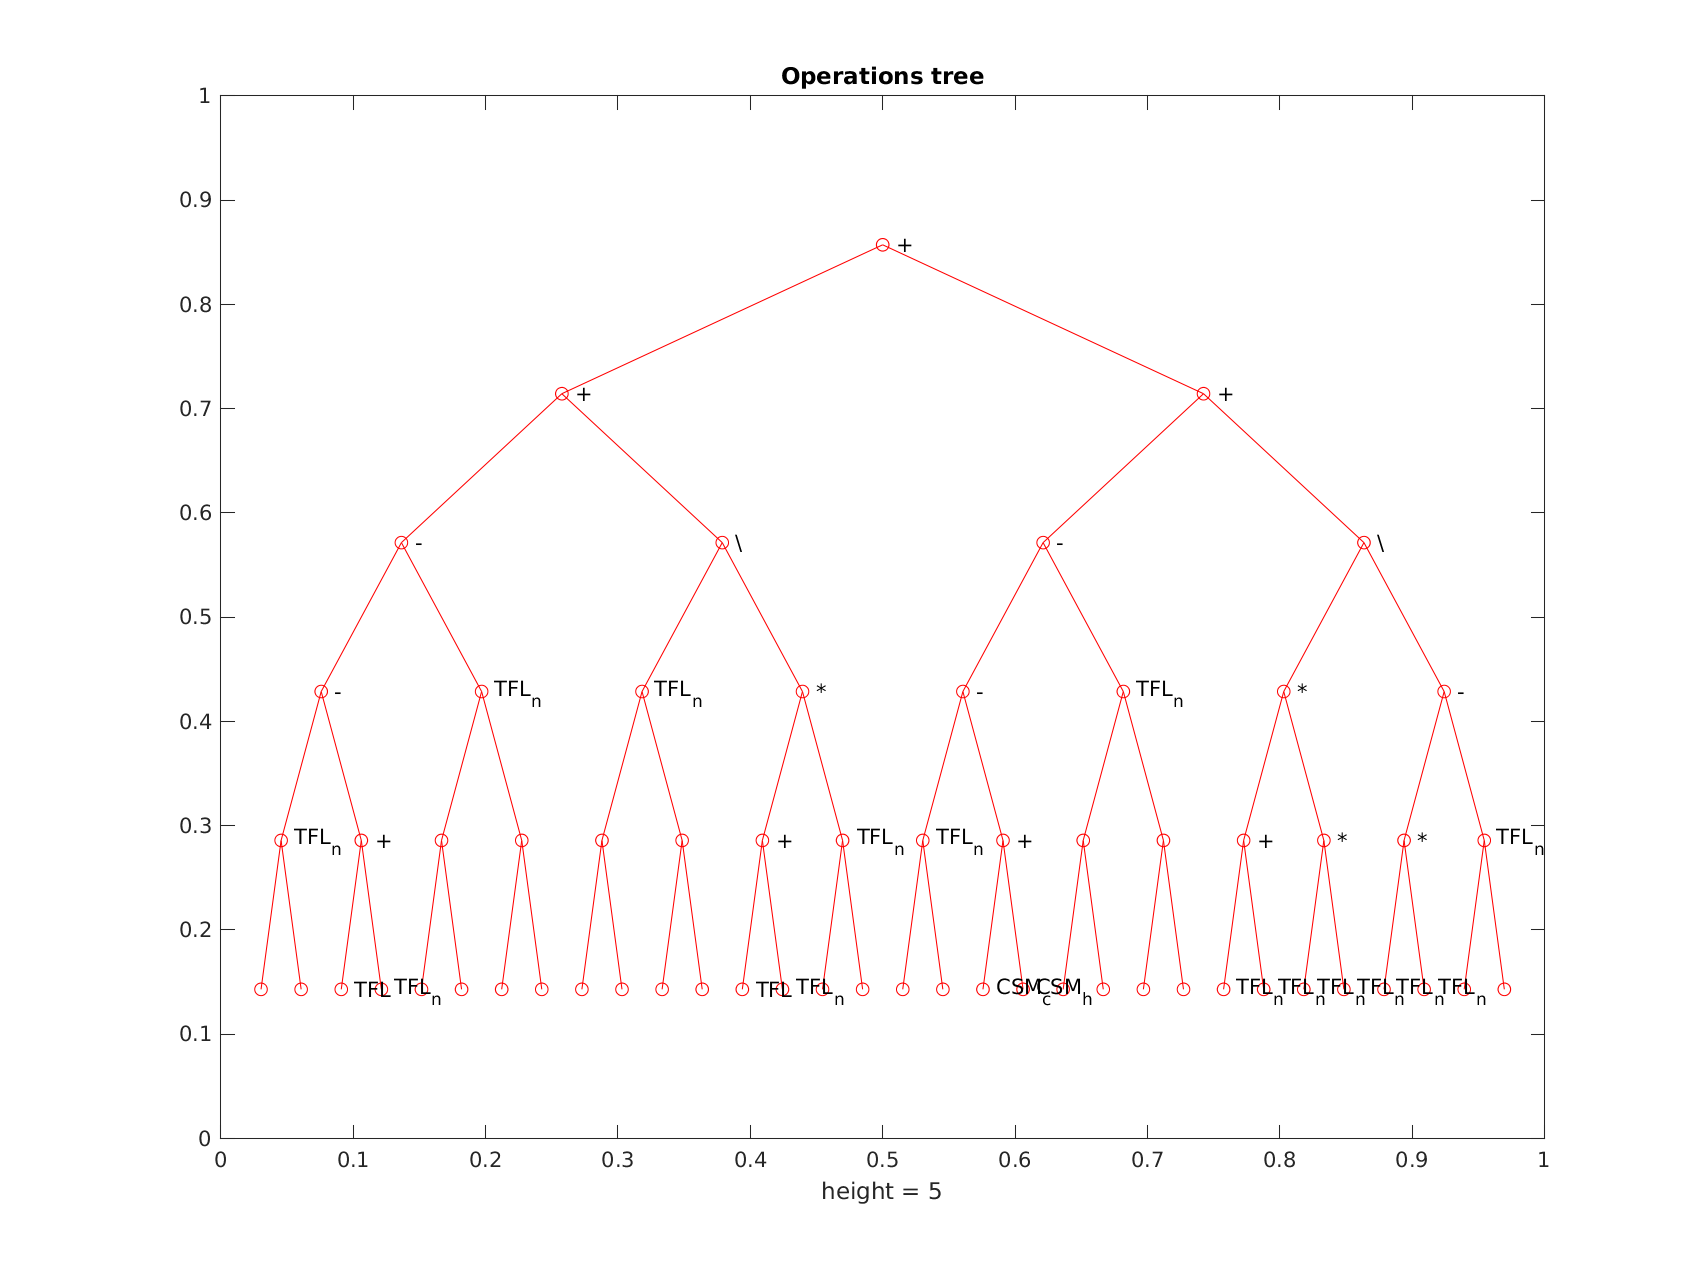 Operations tree
1
0.9
+
0.8
+ +
0.7
0.6
- \ - \
0.5
- TFL_n TFL_n * - TFL_n * -
0.4
0.3
TFL_n + + TFL_n TFL_n + + * * TFL_n
0.2
TFL TFL_n TFL TFL_n CSM_c CSM_h TFL_n TFL_n TFL_n TFL_n TFL_n TFL_n
0.1
0
0 0.1 0.2 0.3 0.4 0.5 0.6 0.7 0.8 0.9 1
height = 5